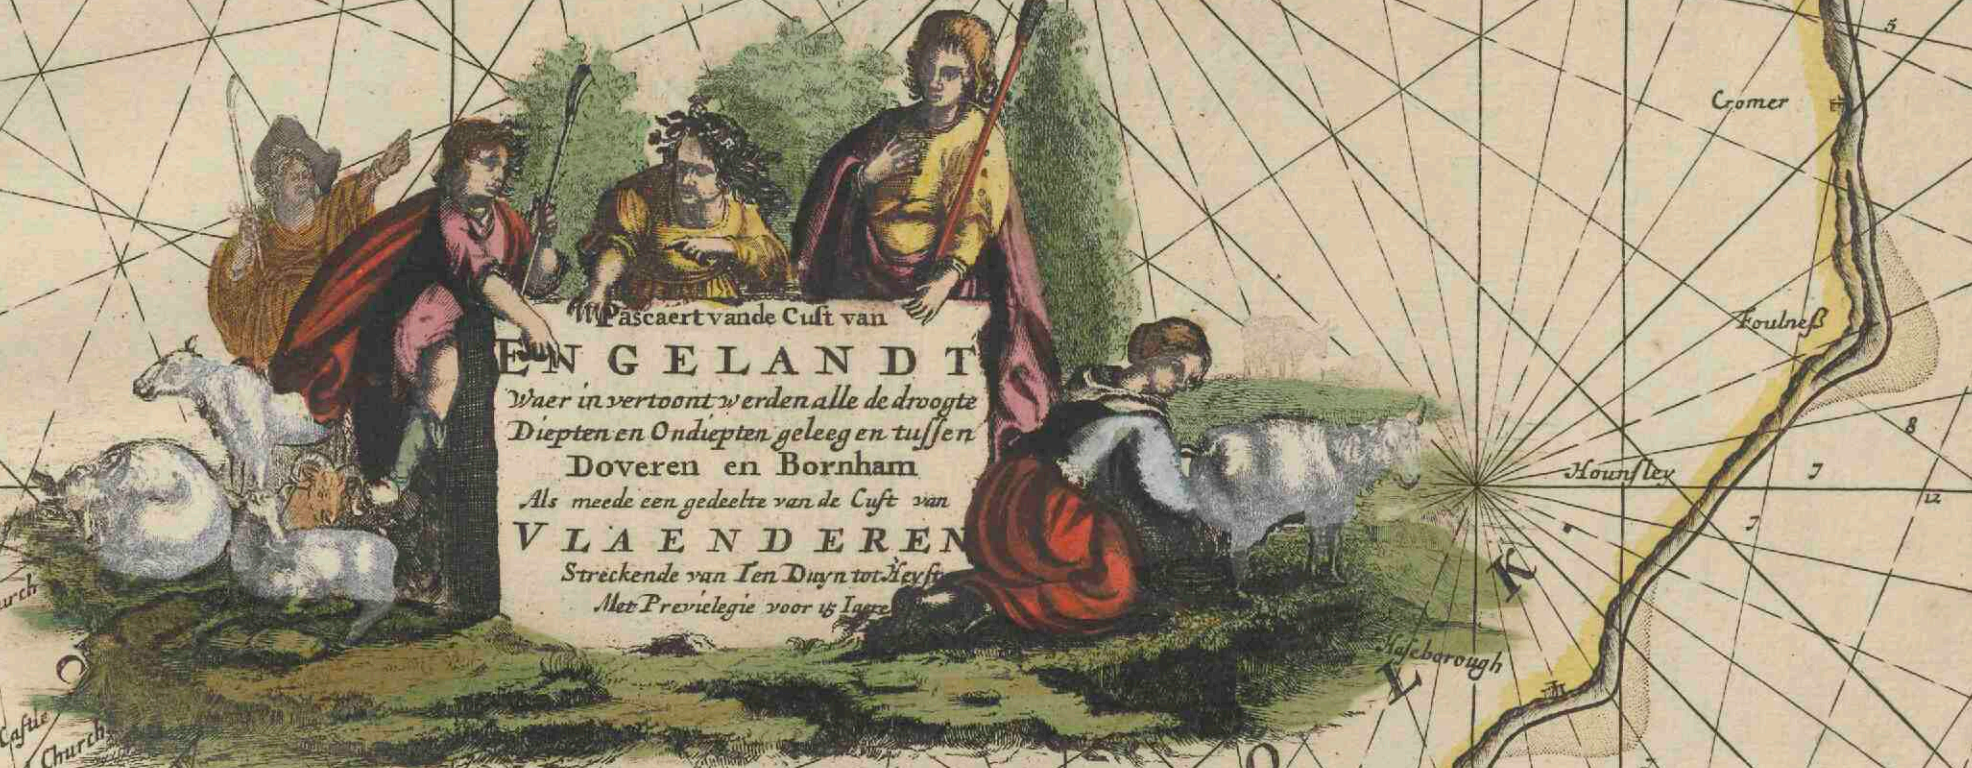 Pascaert vande Cust van
ENGELANDT
Waer in vertoont werden alle de droogte
Diepten en Ondiepten geleegen tussen
Doveren en Bornham
Als meede een gedeelte van de Cust van
VLAENDEREN
Streckende van Ten Duyn tot Heyst
Met Previelegie voor 15 Iaere
5
Cromer
Foulneß
8
Hounsley
7
12
7
K
Haseborough
L
O
Castle
Church
O